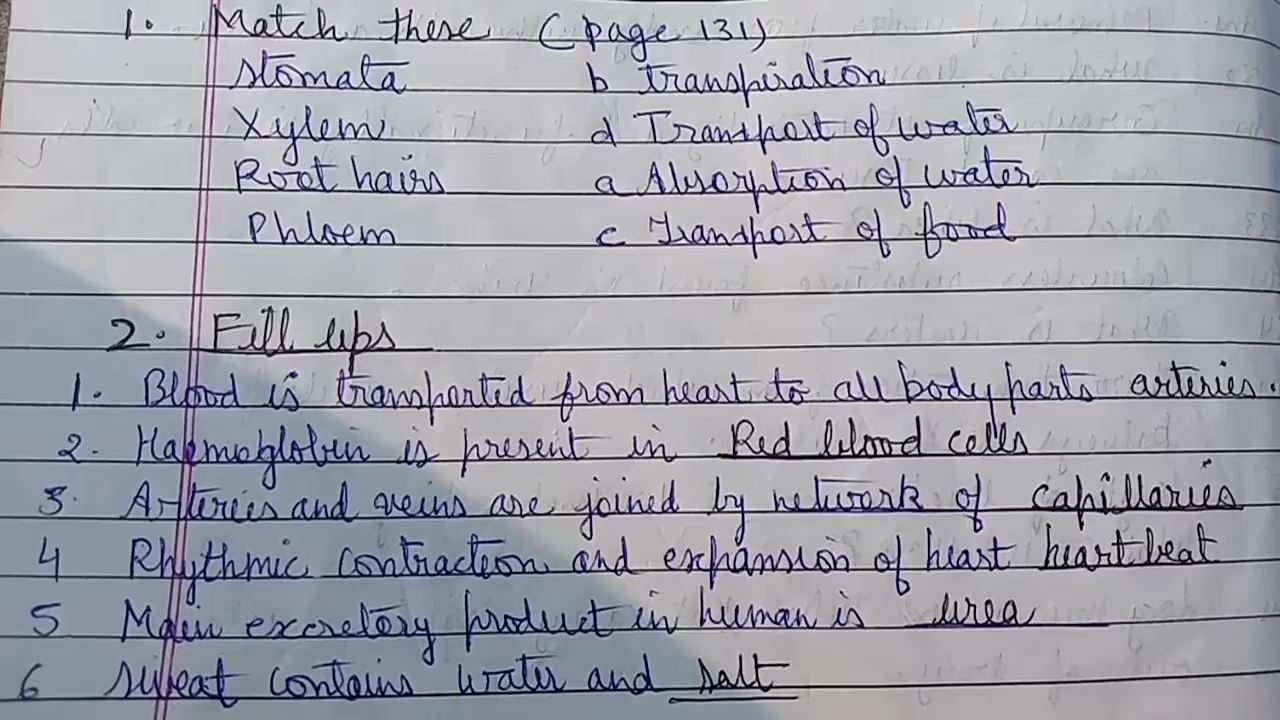 1. Match these (page 131)
Stomata b transpiration
Xylem d Transport of water
Root hairs a Absorption of water
Phloem c Transport of food
2. Fill ups
1. Blood is transported from heart to all body parts arteries.
2. Haemoglobin is present in Red blood cells
3. Arteries and veins are joined by network of capillaries
4 Rhythmic contraction and expansion of heart heartbeat
5 Main excretory product in human is urea
6 Sweat contains water and salt